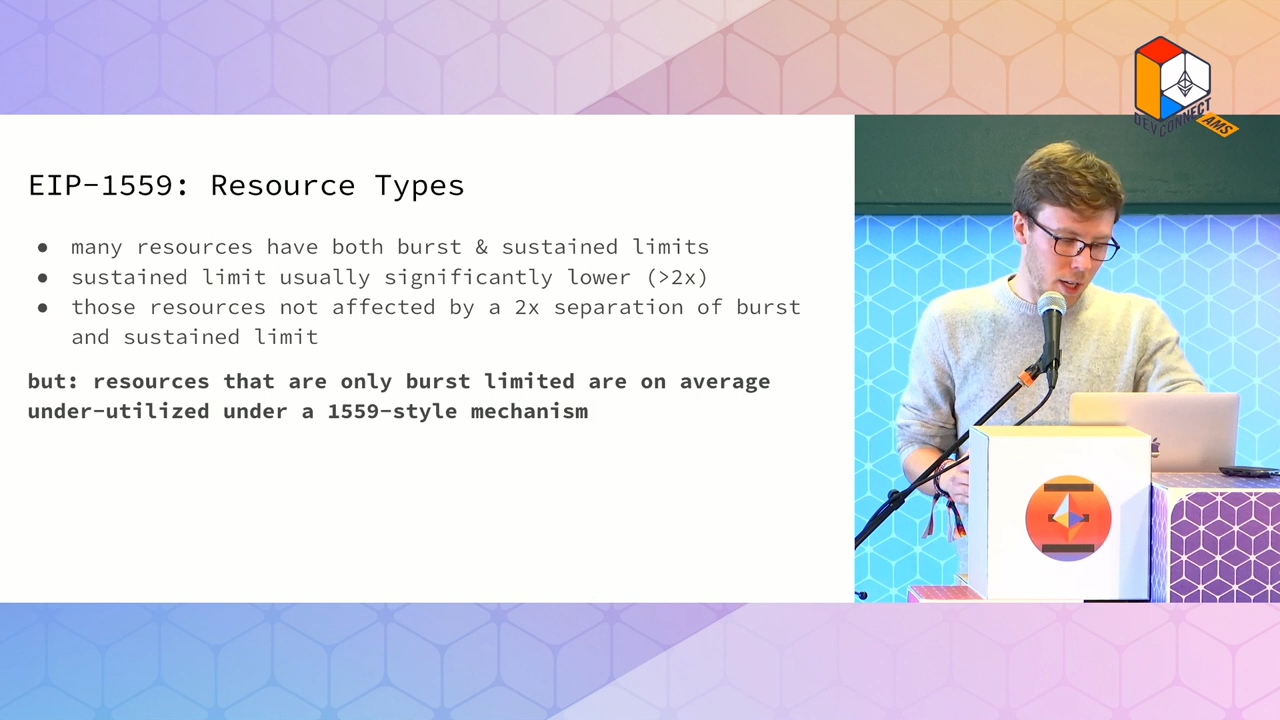 EIP-1559: Resource Types
● many resources have both burst & sustained limits
● sustained limit usually significantly lower (>2x)
● those resources not affected by a 2x separation of burst
and sustained limit
but: resources that are only burst limited are on average
under-utilized under a 1559-style mechanism
DEVCONNECT
AMS